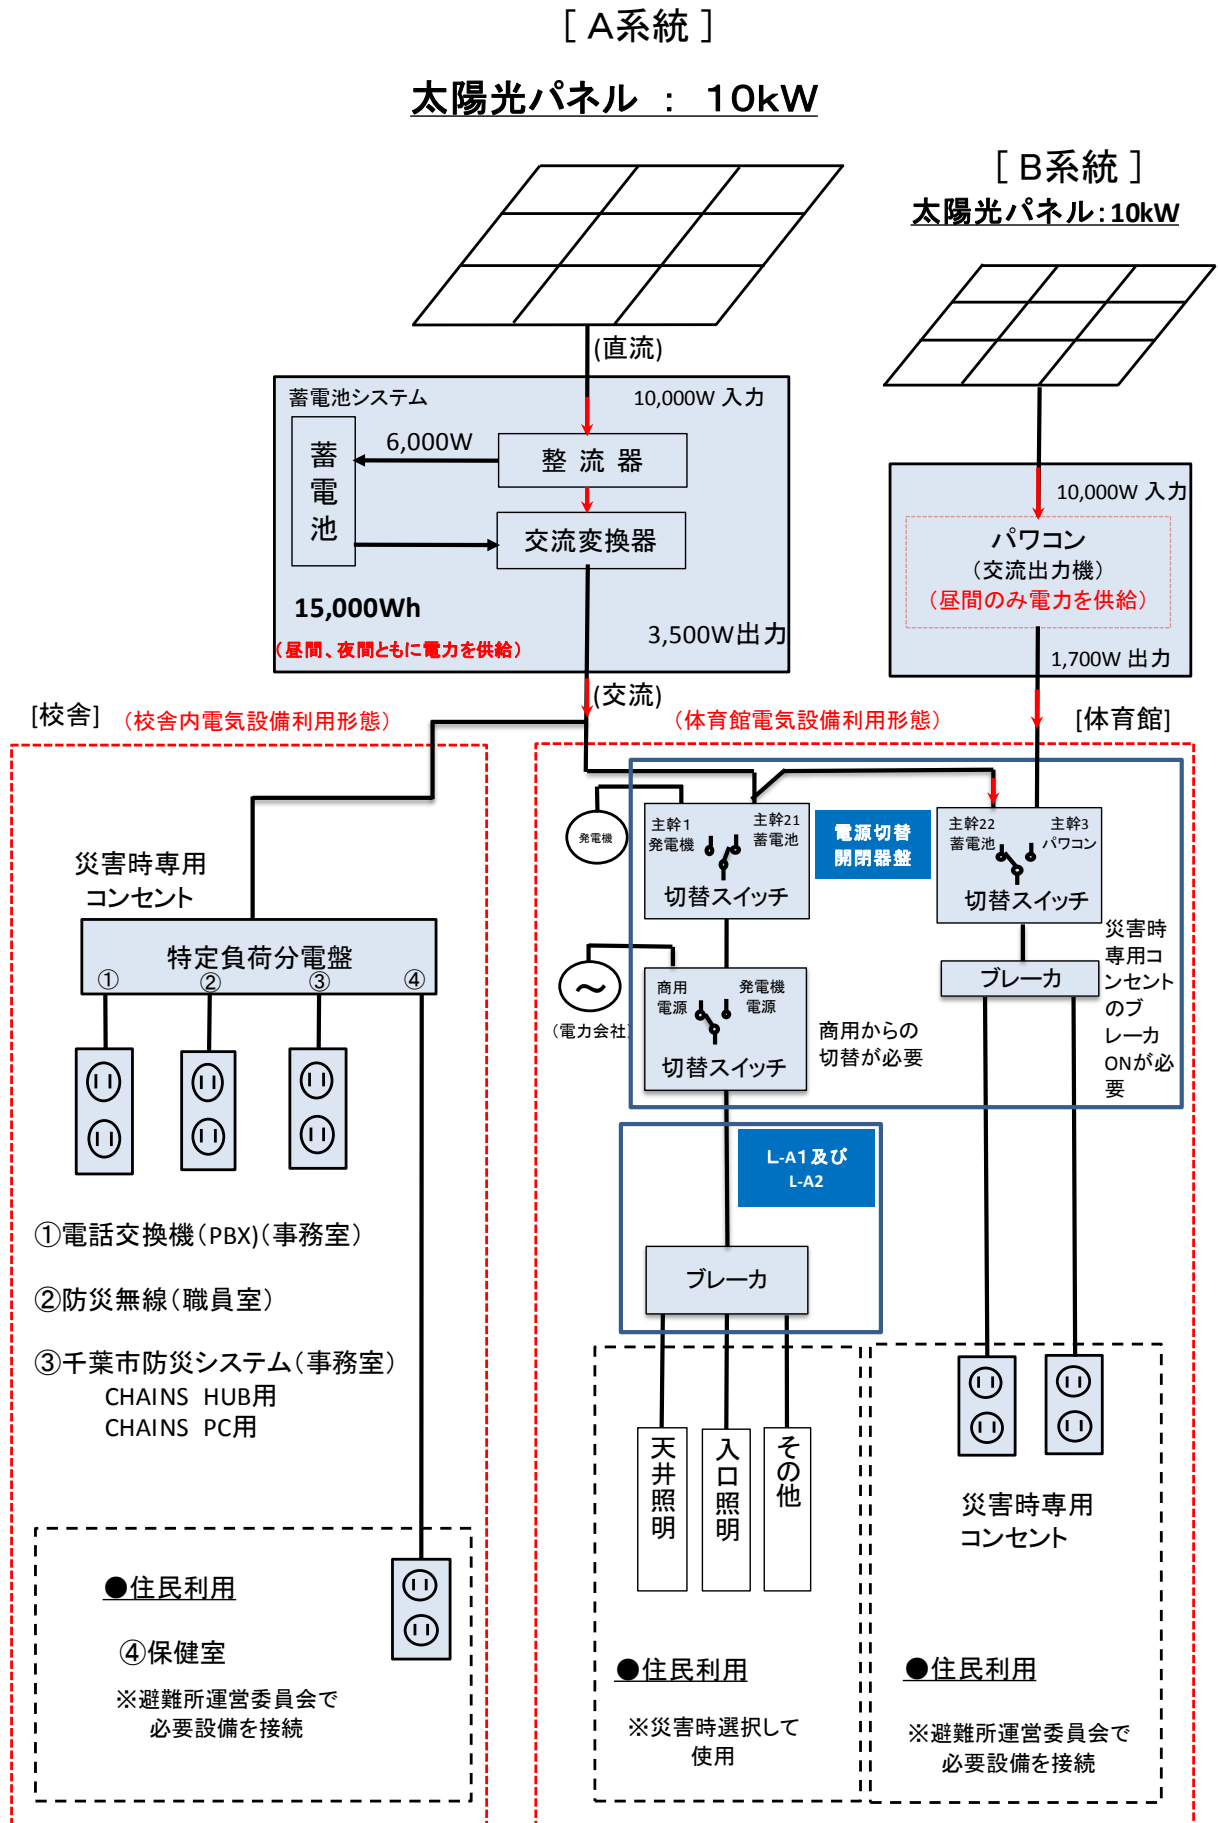 [ A系統 ]
太陽光パネル : 10kW
[ B系統 ]
太陽光パネル:10kW
(直流)
蓄電池システム
10,000W 入力
蓄電池
6,000W
整流器
交流変換器
15,000Wh
(昼間、夜間ともに電力を供給)
3,500W出力
10,000W 入力
パワコン
(交流出力機)
(昼間のみ電力を供給)
1,700W 出力
(交流)
[校舎]
(校舎内電気設備利用形態)
(体育館電気設備利用形態)
[体育館]
発電機
主幹1
発電機
主幹21
蓄電池
切替スイッチ
電源切替
開閉器盤
主幹22
蓄電池
主幹3
パワコン
切替スイッチ
災害時専用
コンセント
特定負荷分電盤
①
②
③
④
〜
(電力会社)
商用
電源
発電機
電源
切替スイッチ
商用からの
切替が必要
ブレーカ
災害時
専用コ
ンセント
のブ
レーカ
ONが必
要
L-A1及び
L-A2
ブレーカ
①電話交換機(PBX)(事務室)
②防災無線(職員室)
③千葉市防災システム(事務室)
CHAINS HUB用
CHAINS PC用
天井照明
入口照明
その他
災害時専用
コンセント
●住民利用
④保健室
※避難所運営委員会で
必要設備を接続
●住民利用
※災害時選択して
使用
●住民利用
※避難所運営委員会で
必要設備を接続